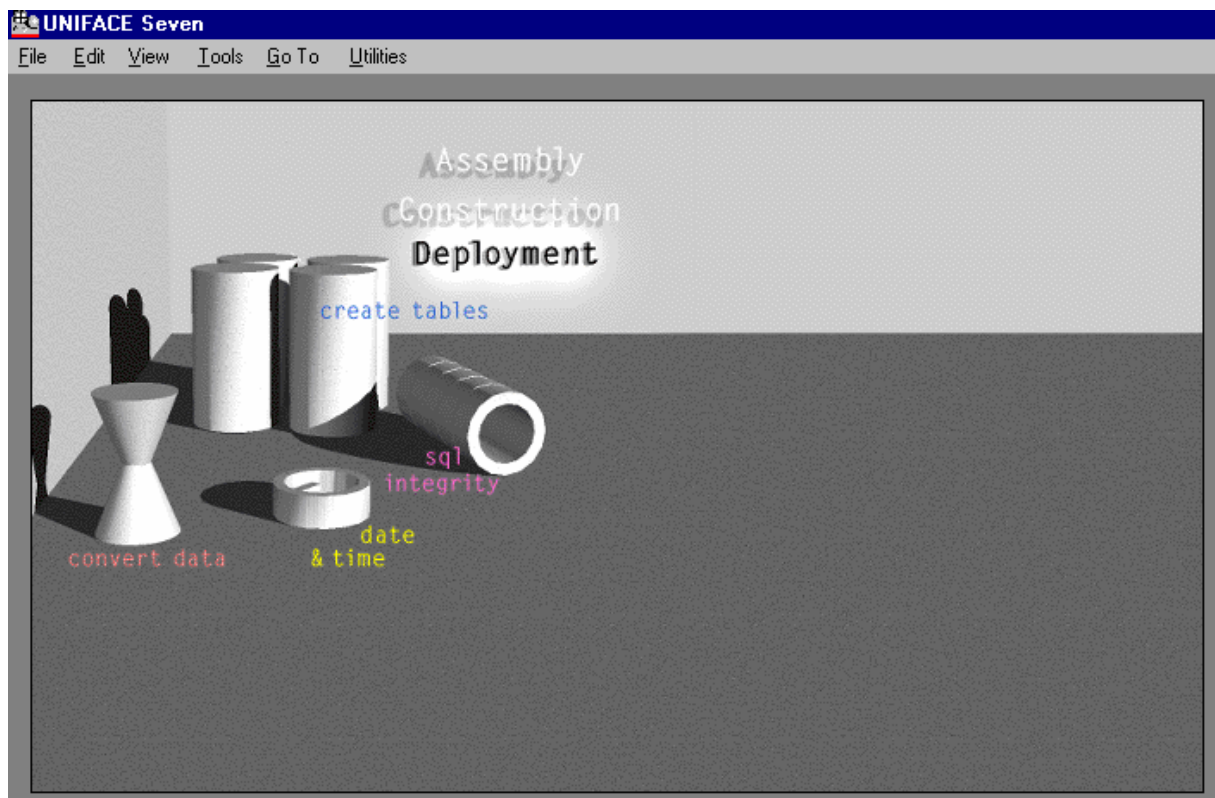 UNIFACE Seven
File Edit View Tools Go To Utilities
Assembly
Construction
Deployment
create tables
sql
integrity
date
& time
convert data